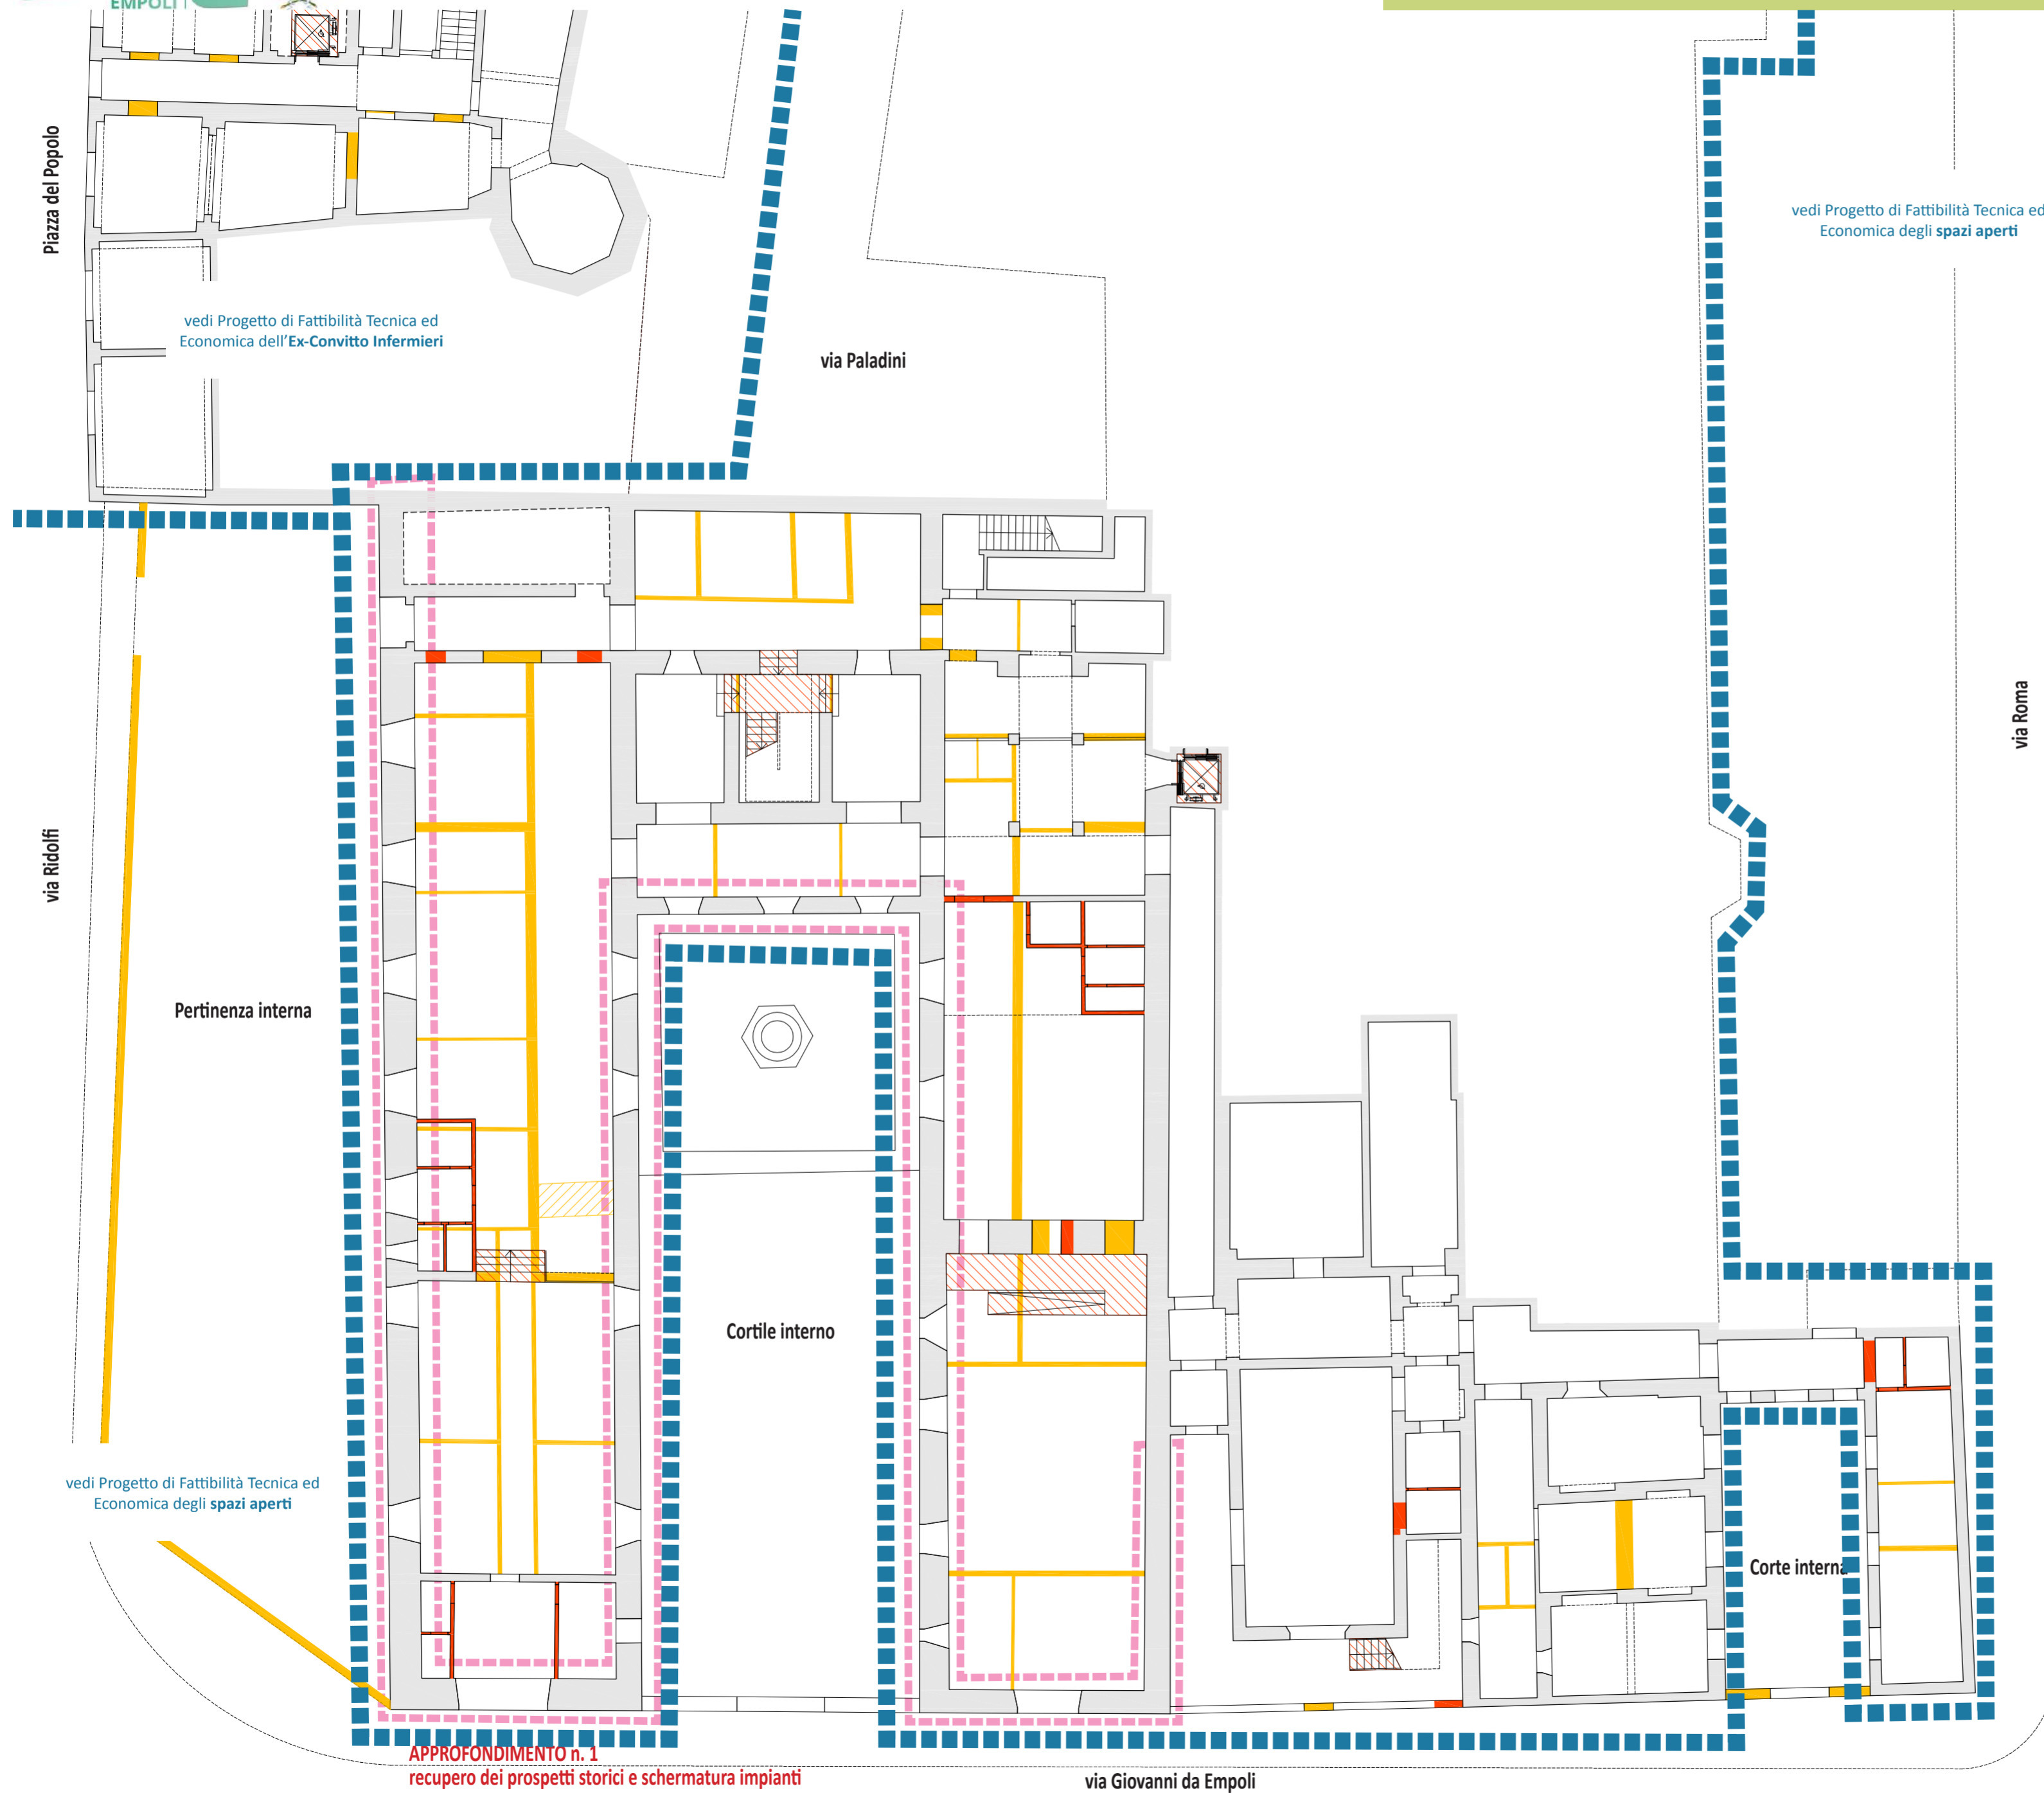 EMPOLI
Piazza del Popolo
vedi Progetto di Fattibilità Tecnica ed
Economica degli spazi aperti
vedi Progetto di Fattibilità Tecnica ed
Economica dell'Ex-Convitto Infermieri
via Paladini
via Roma
via Ridolfi
Pertinenza interna
Cortile interno
vedi Progetto di Fattibilità Tecnica ed
Economica degli spazi aperti
Corte interna
APPROFONDIMENTO n. 1
recupero dei prospetti storici e schermatura impianti
via Giovanni da Empoli